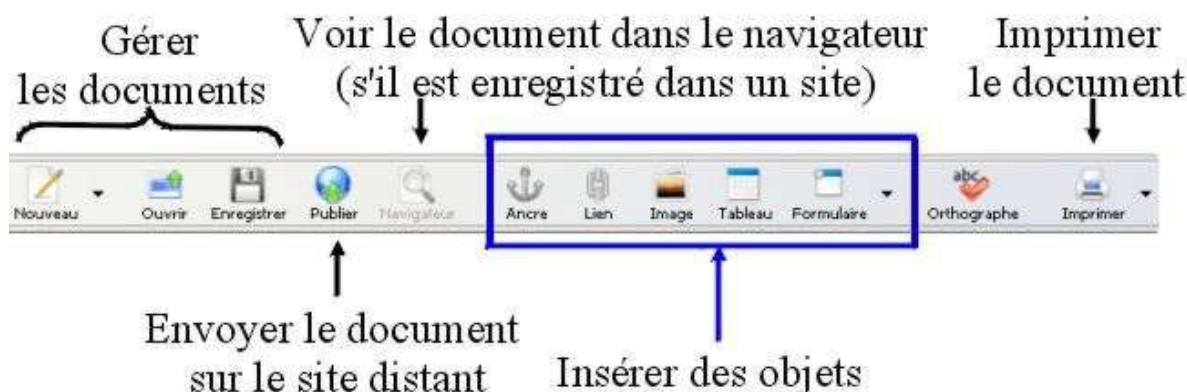 Gérer
les documents
Voir le document dans le navigateur
(s'il est enregistré dans un site)
Imprimer
le document
Nouveau Ouvrir Enregistrer Publier Navigateur Ancre Lien Image Tableau Formulaire abc Orthographe Imprimer
Envoyer le document
sur le site distant
Insérer des objets